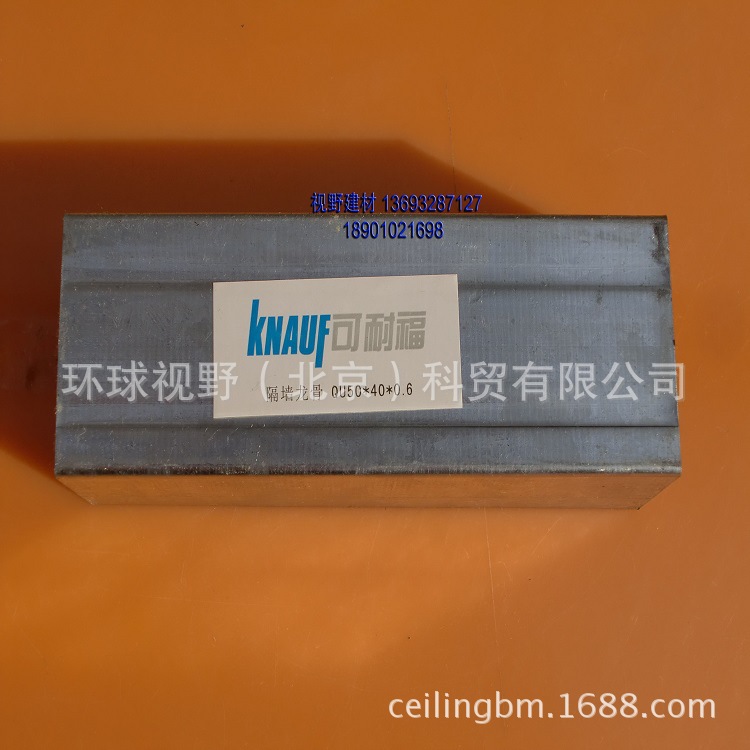 视野建材 13693287127
18901021698
KNAUF可耐福
环球视野（北京）科贸有限公司
隔墙龙骨 QU50*40*0.6
ceilingbm.1688.com